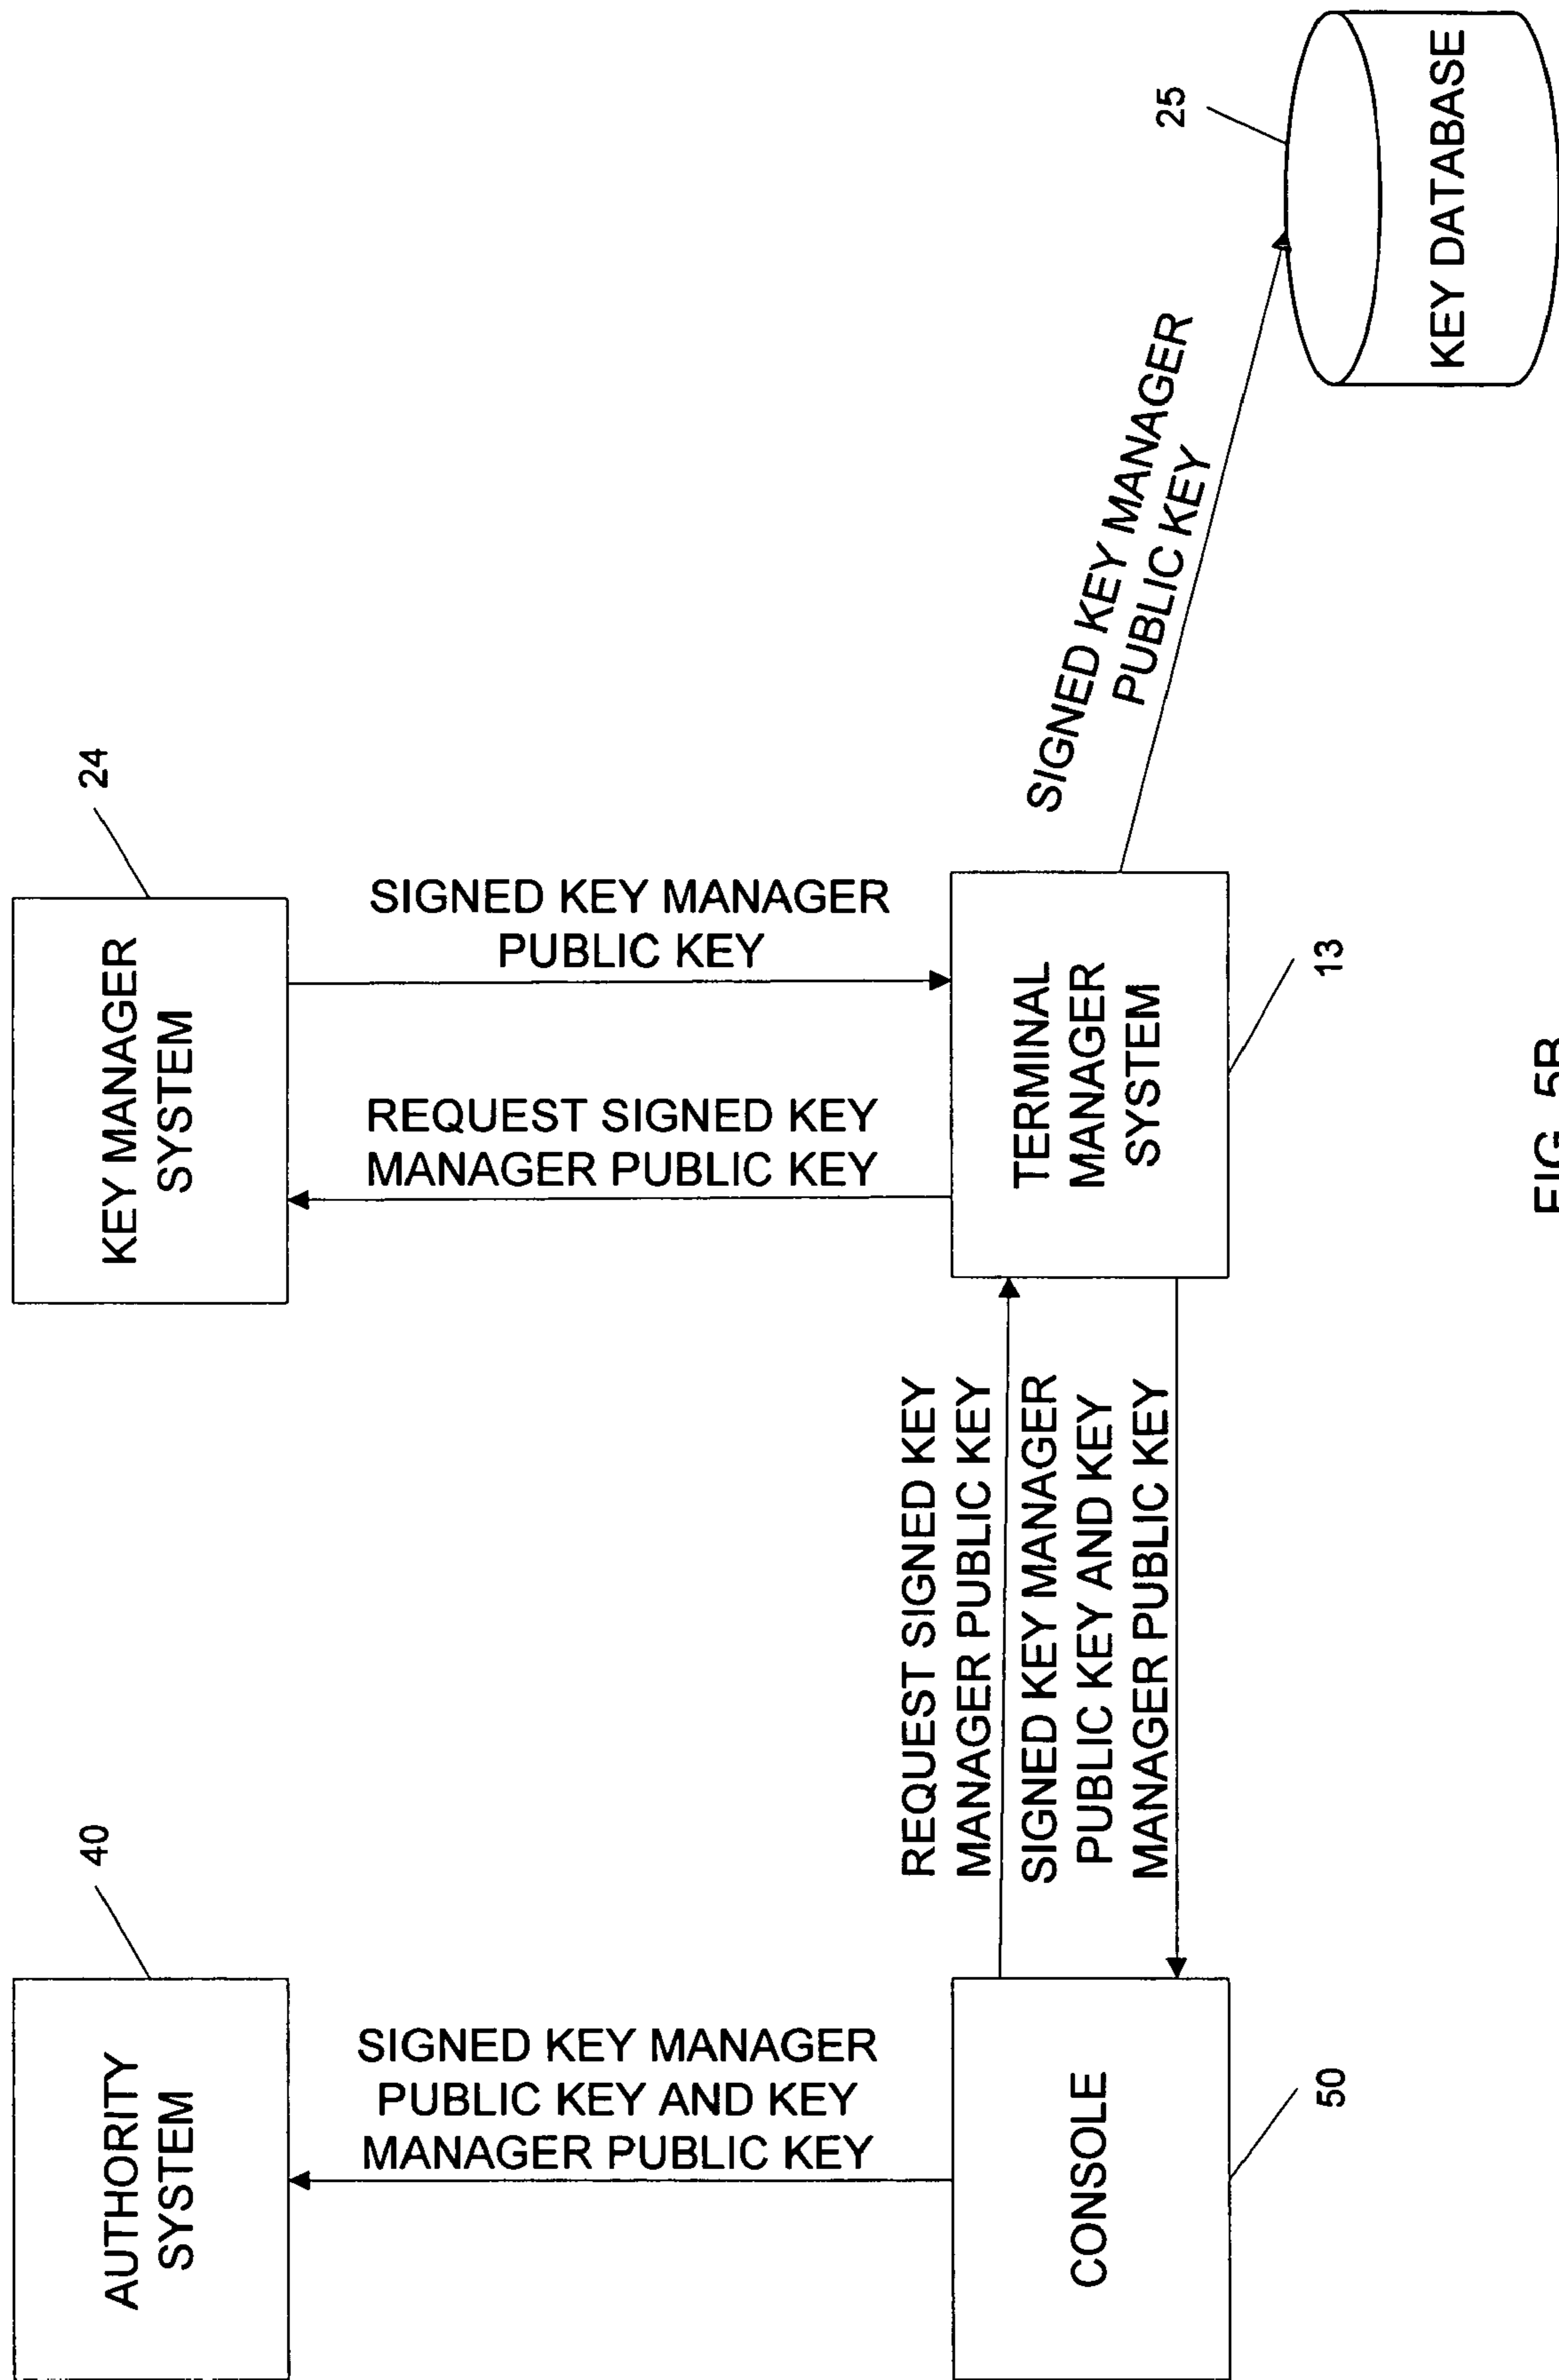 40
AUTHORITY
SYSTEM
24
KEY MANAGER
SYSTEM
SIGNED KEY MANAGER
PUBLIC KEY AND KEY
MANAGER PUBLIC KEY
REQUEST SIGNED KEY
MANAGER PUBLIC KEY
SIGNED KEY MANAGER
PUBLIC KEY
REQUEST SIGNED KEY
MANAGER PUBLIC KEY
SIGNED KEY MANAGER
PUBLIC KEY AND KEY
MANAGER PUBLIC KEY
CONSOLE
50
TERMINAL
MANAGER
SYSTEM
13
SIGNED KEY MANAGER
PUBLIC KEY
25
KEY DATABASE
FIG. 5B